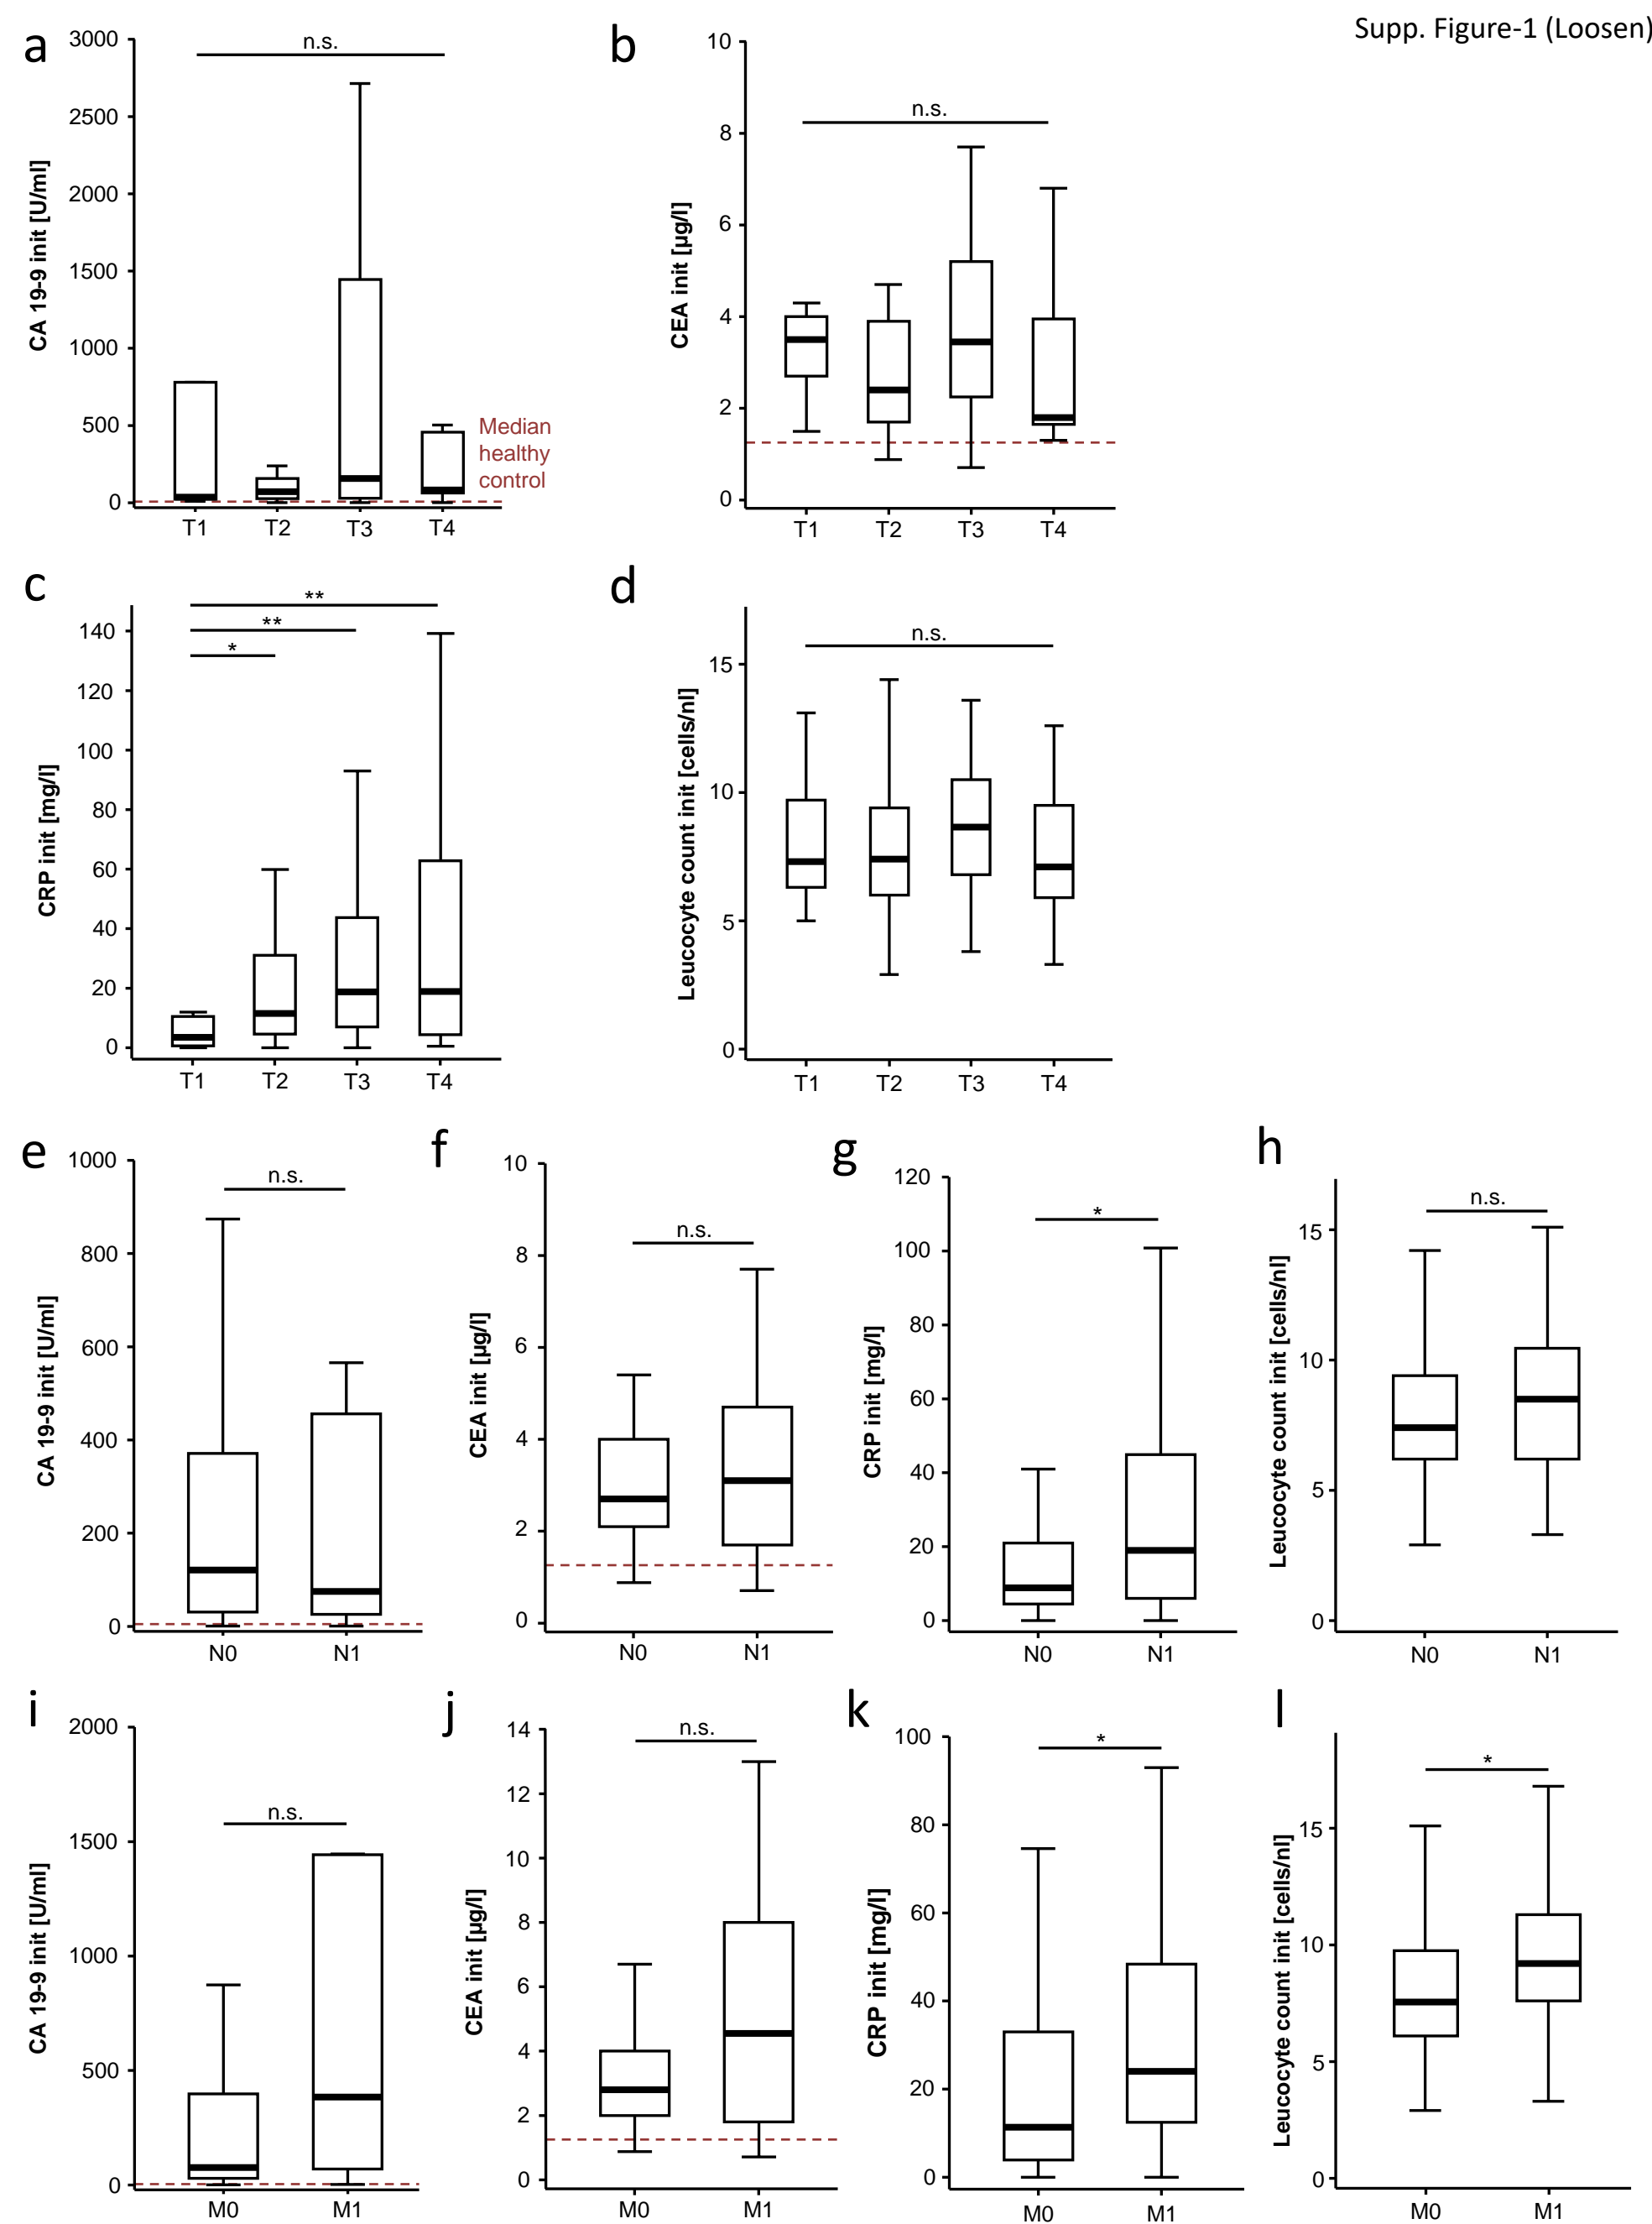 Supp. Figure-1 (Loosen)
a
CA 19-9 init [U/ml]
3000
2500
2000
1500
1000
500
0
n.s.
Median
healthy
control
T1 T2 T3 T4
b
CEA init [µg/l]
10
8
6
4
2
0
n.s.
T1 T2 T3 T4
c
CRP init [mg/l]
140
120
100
80
60
40
20
0
**
**
*
T1 T2 T3 T4
d
Leucocyte count init [cells/nl]
15
10
5
0
n.s.
T1 T2 T3 T4
e
CA 19-9 init [U/ml]
1000
800
600
400
200
0
n.s.
N0 N1
f
CEA init [µg/l]
10
8
6
4
2
0
n.s.
N0 N1
g
CRP init [mg/l]
120
100
80
60
40
20
0
*
N0 N1
h
Leucocyte count init [cells/nl]
15
10
5
0
n.s.
N0 N1
i
CA 19-9 init [U/ml]
2000
1500
1000
500
0
n.s.
M0 M1
j
CEA init [µg/l]
14
12
10
8
6
4
2
0
n.s.
M0 M1
k
CRP init [mg/l]
100
80
60
40
20
0
*
M0 M1
l
Leucocyte count init [cells/nl]
15
10
5
0
*
M0 M1